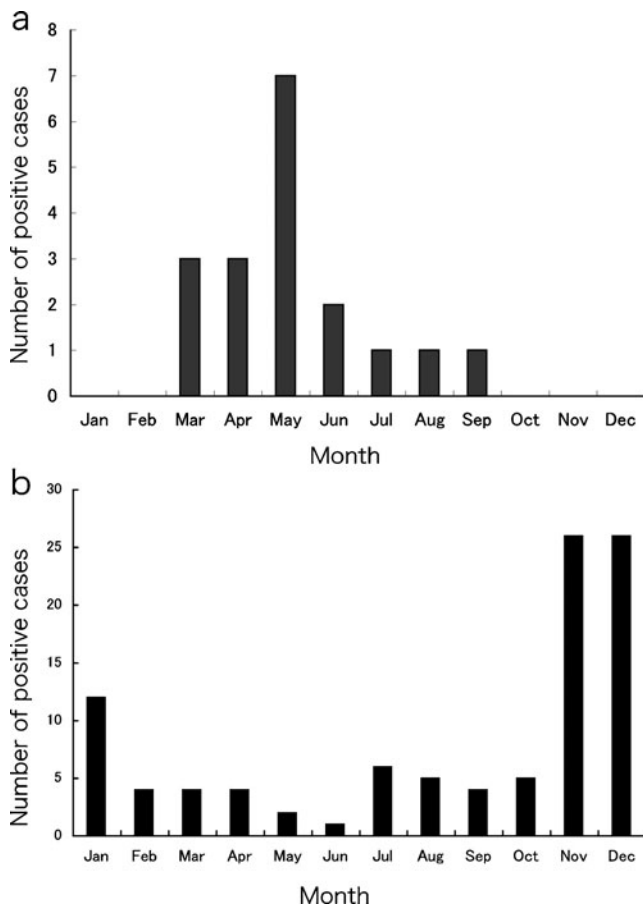 a
Number of positive cases
8
7
6
5
4
3
2
1
0
Jan Feb Mar Apr May Jun Jul Aug Sep Oct Nov Dec
Month
b
Number of positive cases
30
25
20
15
10
5
0
Jan Feb Mar Apr May Jun Jul Aug Sep Oct Nov Dec
Month